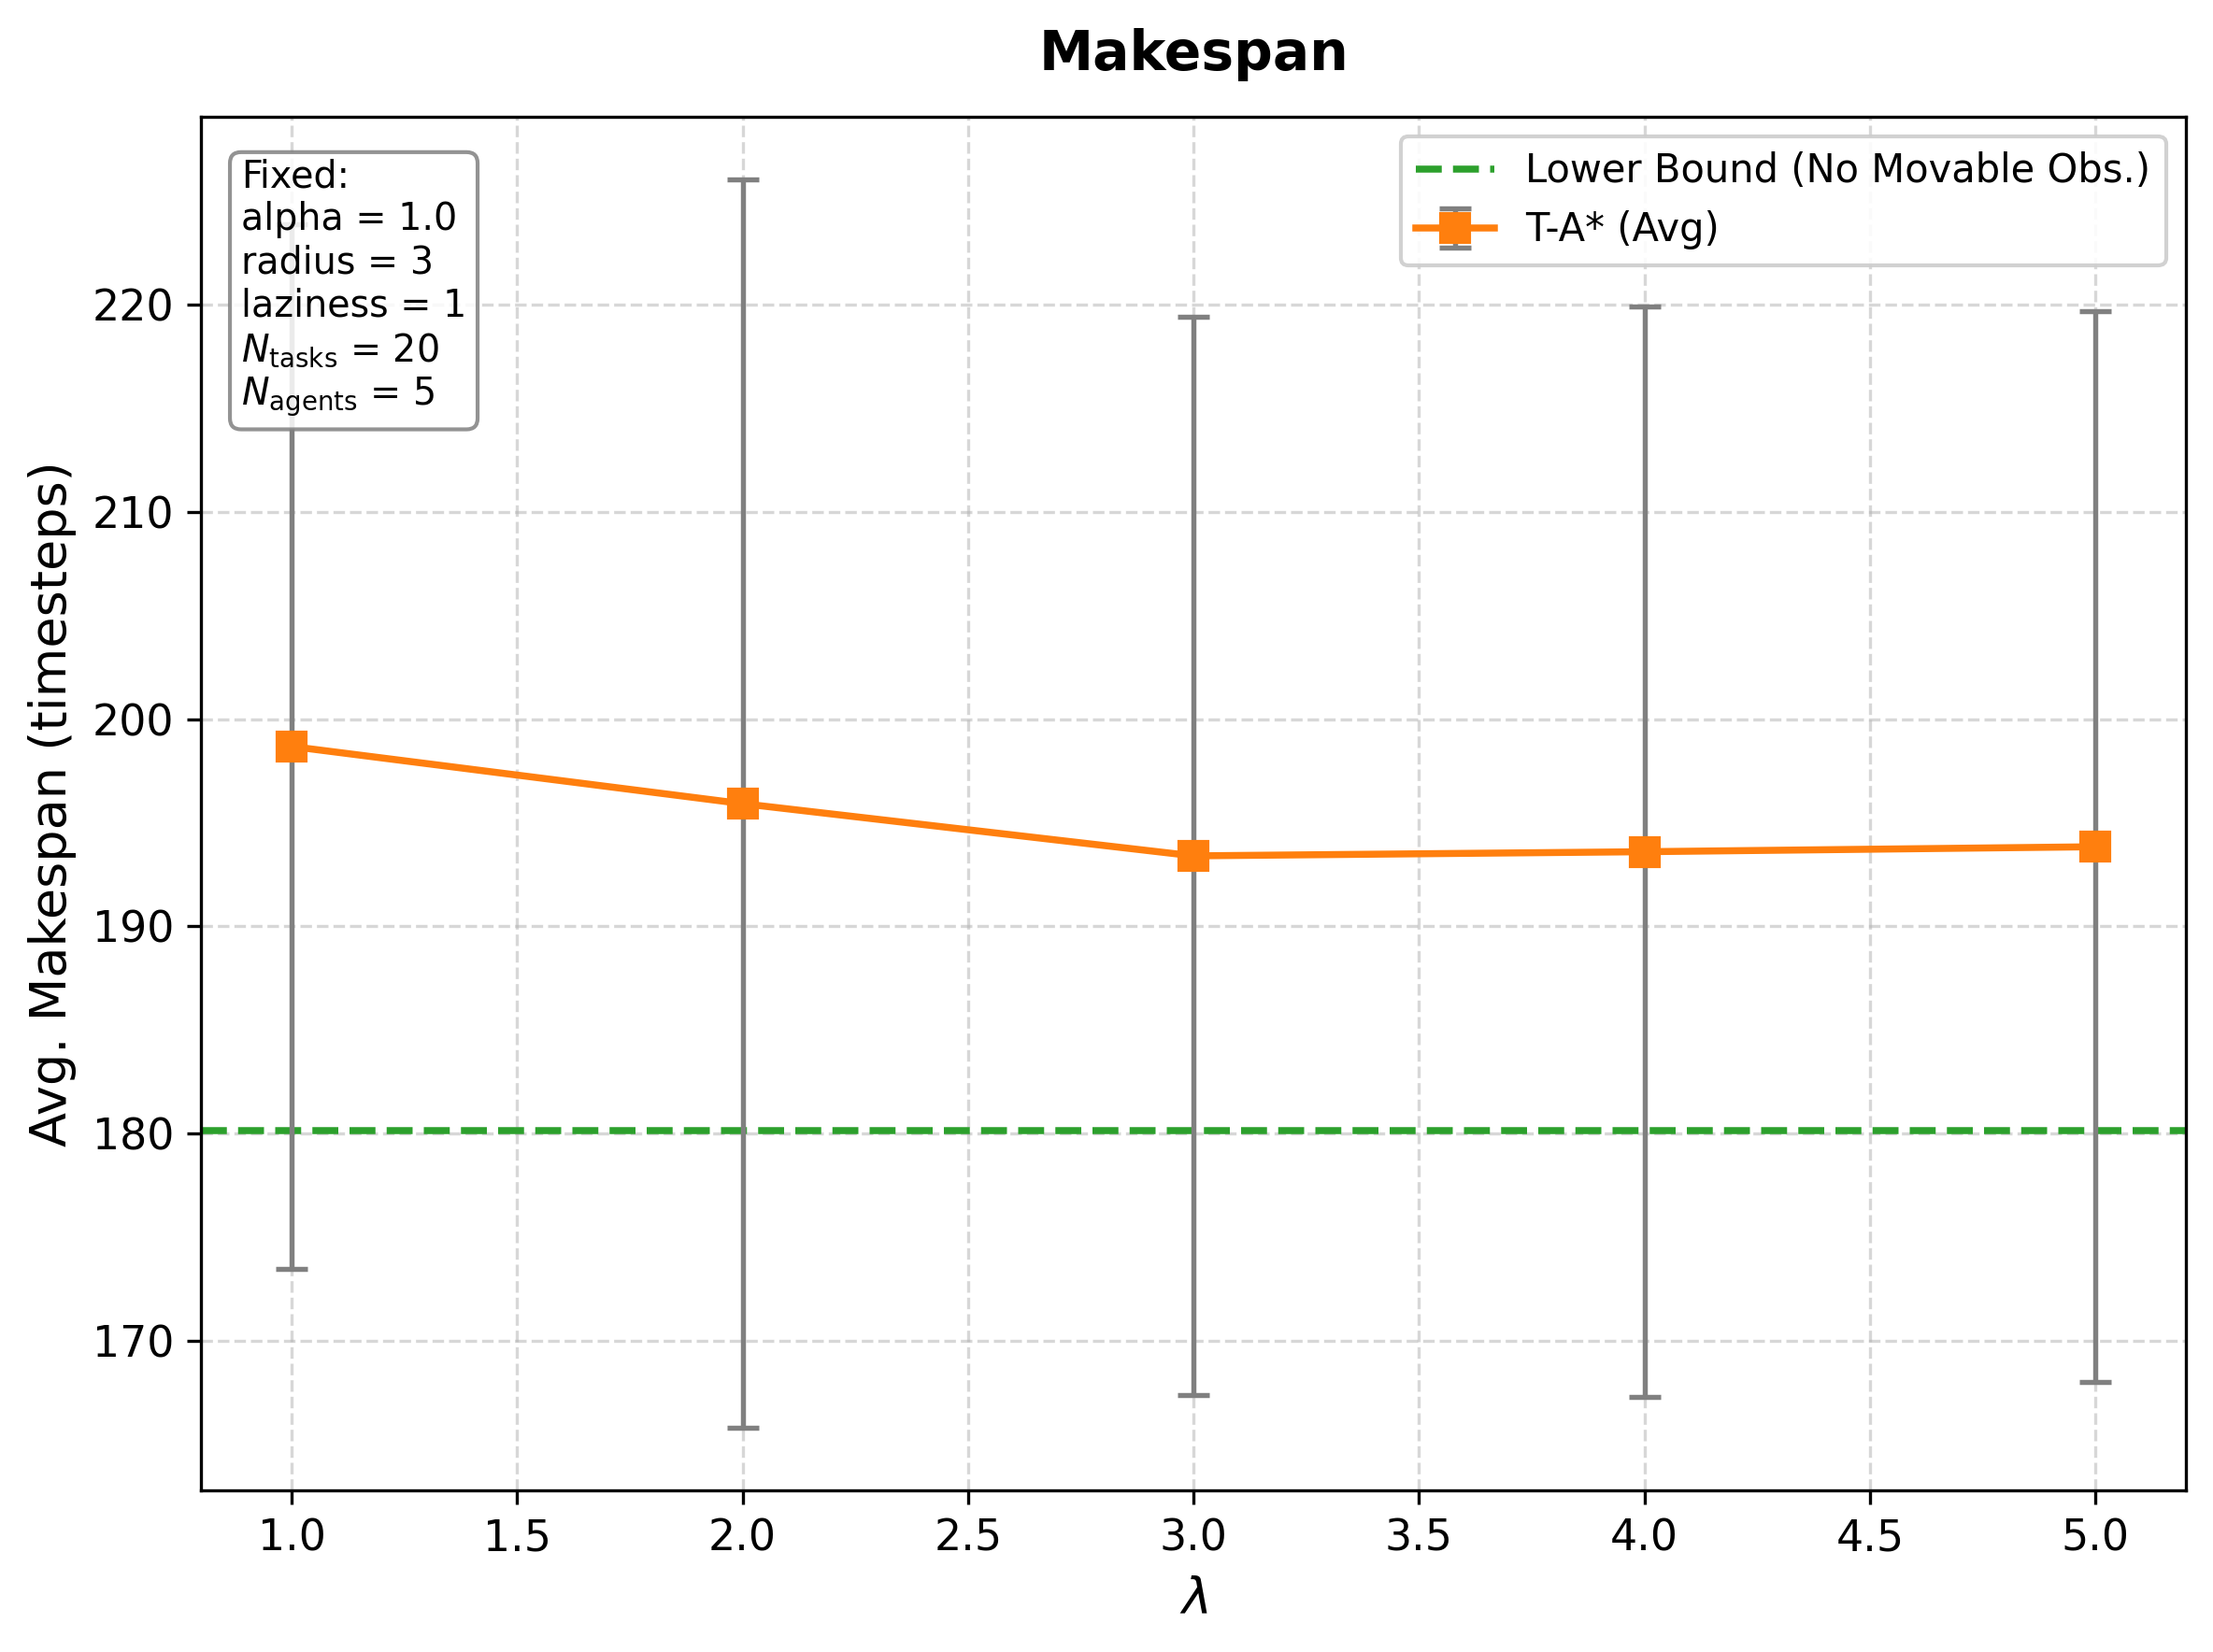 Makespan
Fixed:
alpha = 1.0
radius = 3
laziness = 1
N_tasks = 20
N_agents = 5
Lower Bound (No Movable Obs.)
T-A* (Avg)
Avg. Makespan (timesteps)
220
210
200
190
180
170
1.0 1.5 2.0 2.5 3.0 3.5 4.0 4.5 5.0
λ